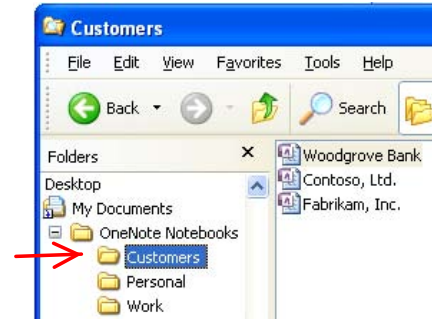 Customers
File Edit View Favorites Tools Help
Back Search
Folders
Desktop
My Documents
OneNote Notebooks
Customers
Personal
Work
Woodgrove Bank
Contoso, Ltd.
Fabrikam, Inc.